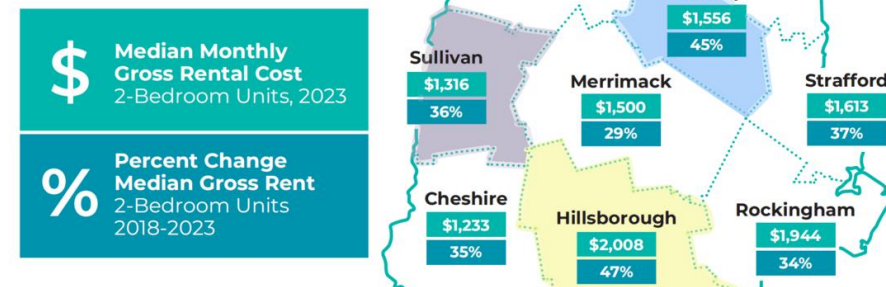 $
Median Monthly
Gross Rental Cost
2-Bedroom Units, 2023
%
Percent Change
Median Gross Rent
2-Bedroom Units
2018-2023
$1,556
45%
Sullivan
$1,316
36%
Merrimack
$1,500
29%
Strafford
$1,613
37%
Cheshire
$1,233
35%
Hillsborough
$2,008
47%
Rockingham
$1,944
34%